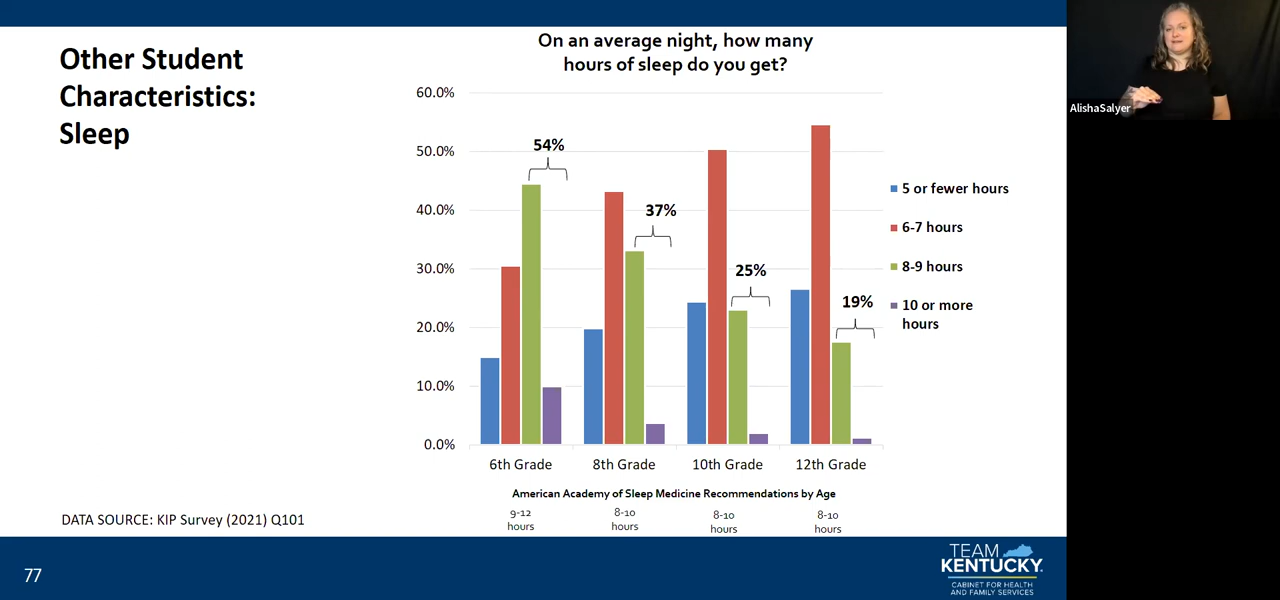 Other Student
Characteristics:
Sleep
On an average night, how many
hours of sleep do you get?
60.0%
50.0%
40.0%
30.0%
20.0%
10.0%
0.0%
54%
37%
25%
19%
5 or fewer hours
6-7 hours
8-9 hours
10 or more
hours
6th Grade
8th Grade
10th Grade
12th Grade
American Academy of Sleep Medicine Recommendations by Age
9-12
hours
8-10
hours
8-10
hours
8-10
hours
DATA SOURCE: KIP Survey (2021) Q101
77
TEAM
KENTUCKY.
CABINET FOR HEALTH
AND FAMILY SERVICES
AlishaSalyer